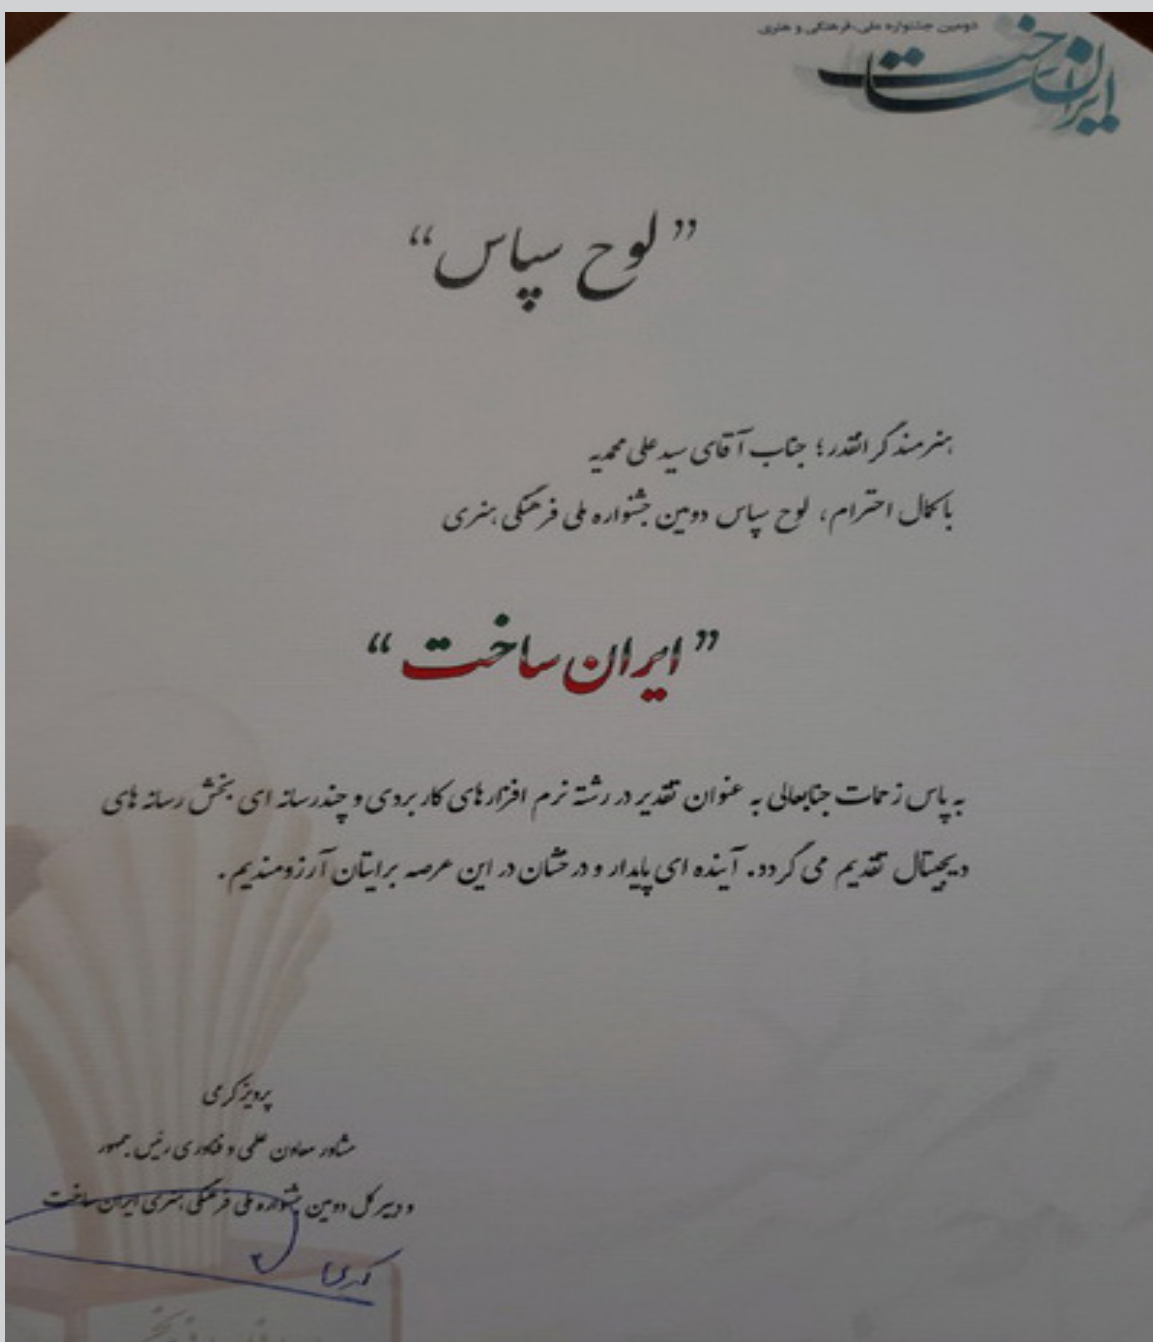 دومین جشنواره ملی، فرهنگی و هنری
ایران ساخت
” لوح سپاس “
هنرمند گرانقدر؛ جناب آقای سید علی محمدیه
با کمال احترام، لوح سپاس دومین جشنواره ملی فرهنگی هنری
” ایران ساخت “
به پاس زحمات جنابعالی به عنوان تقدیر در رشته نرم افزارهای کاربردی و چندرسانه ای بخش رسانه های
دیجیتال تقدیم می گردد. آینده ای پایدار و درخشان در این عرصه برایتان آرزومندیم.
پرویز کرمی
مشاور معاون علمی و فناوری رئیس جمهور
و دبیر کل دومین جشنواره ملی فرهنگی هنری ایران ساخت